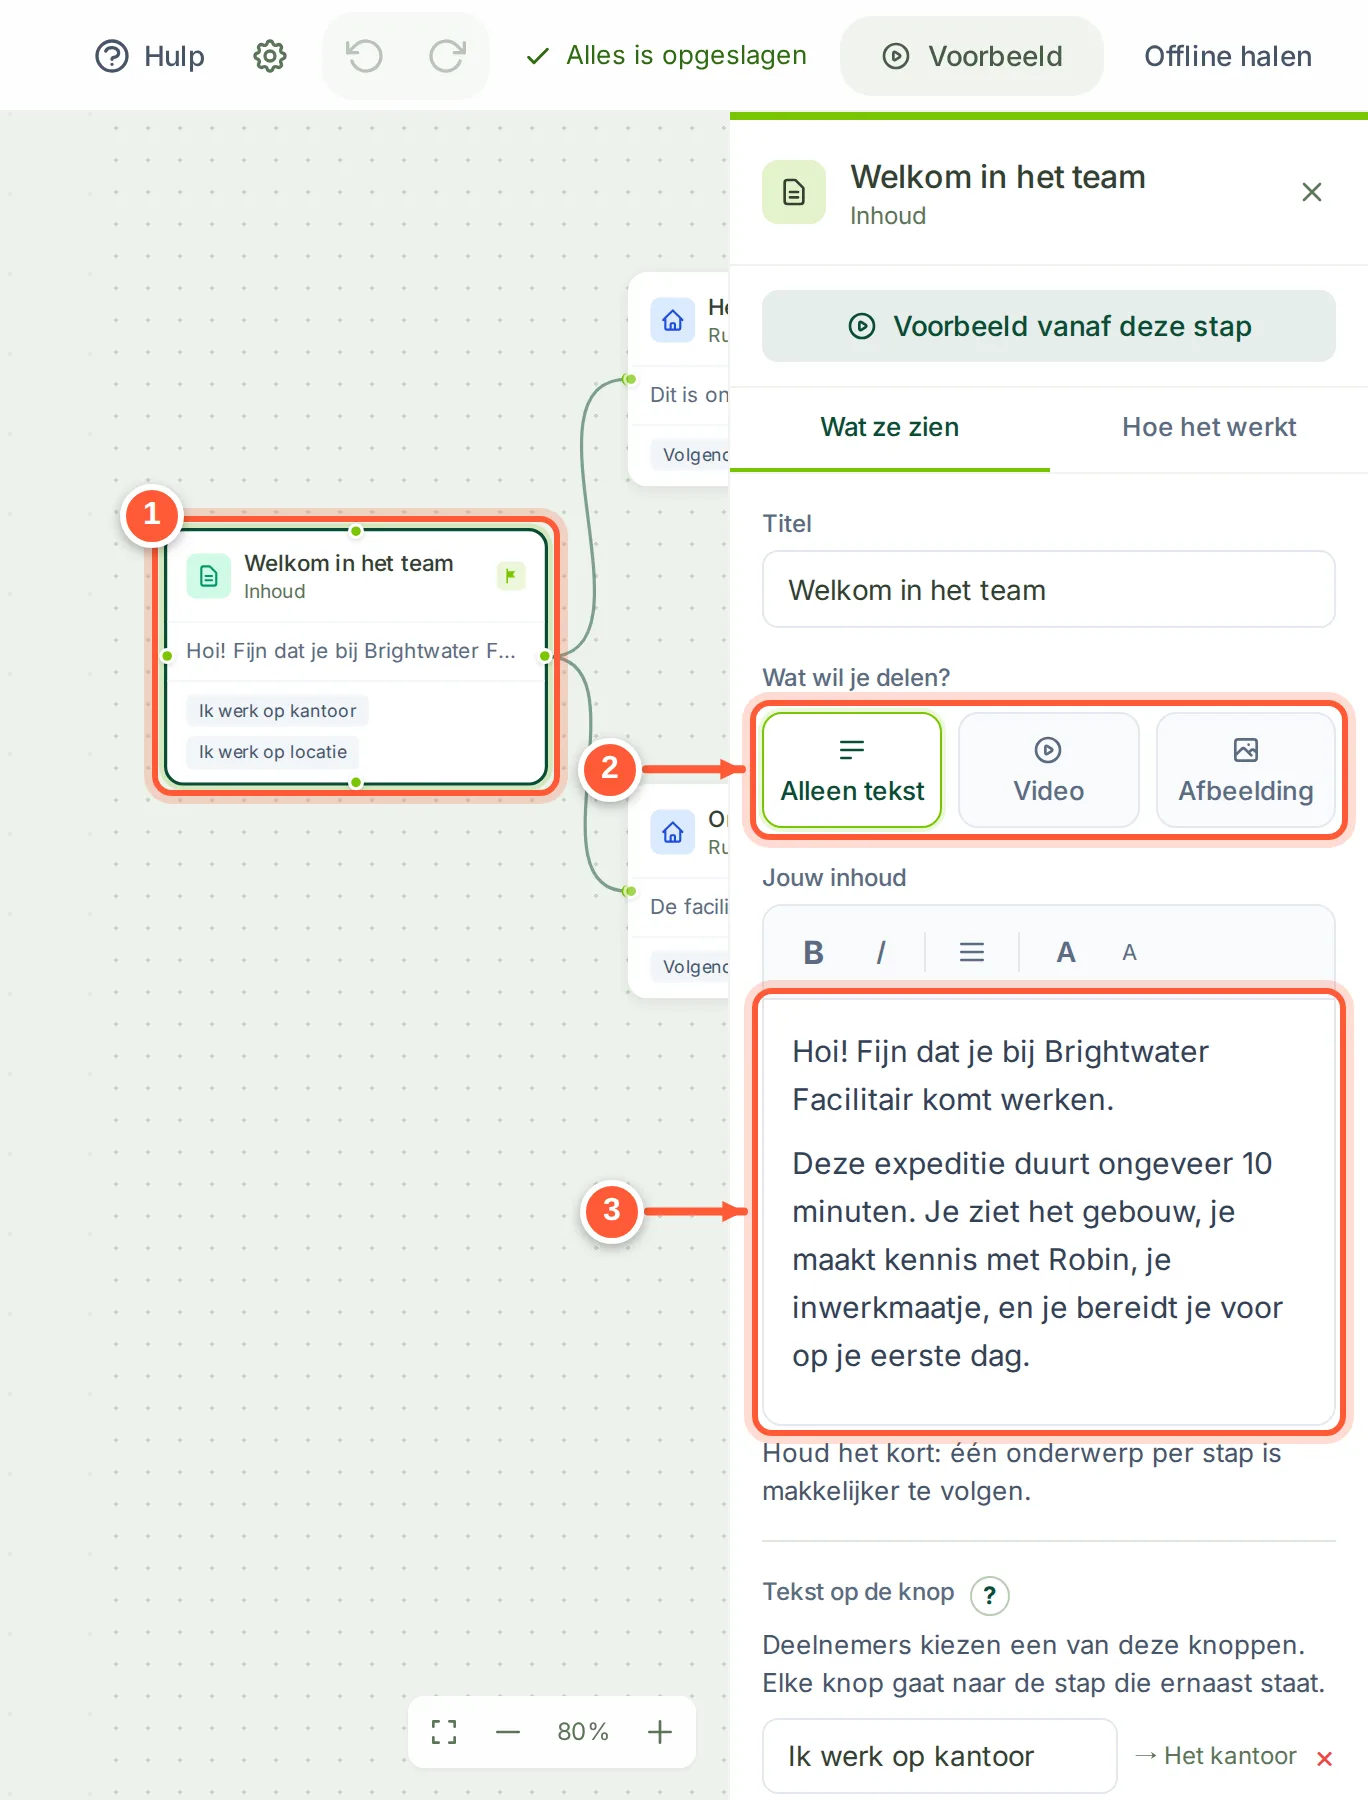 Hulp
Alles is opgeslagen
Voorbeeld
Offline halen
Welkom in het team
Inhoud
Voorbeeld vanaf deze stap
Wat ze zien
Hoe het werkt
Titel
Welkom in het team
Wat wil je delen?
Alleen tekst
Video
Afbeelding
Jouw inhoud
B
I
A
A
Hoi! Fijn dat je bij Brightwater
Facilitair komt werken.
Deze expeditie duurt ongeveer 10
minuten. Je ziet het gebouw, je
maakt kennis met Robin, je
inwerkmaatje, en je bereidt je voor
op je eerste dag.
Houd het kort: één onderwerp per stap is
makkelijker te volgen.
Tekst op de knop ?
Deelnemers kiezen een van deze knoppen.
Elke knop gaat naar de stap die ernaast staat.
Ik werk op kantoor
→ Het kantoor
1
Welkom in het team
Inhoud
Hoi! Fijn dat je bij Brightwater F...
Ik werk op kantoor
Ik werk op locatie
2
3
Dit is
De
80%